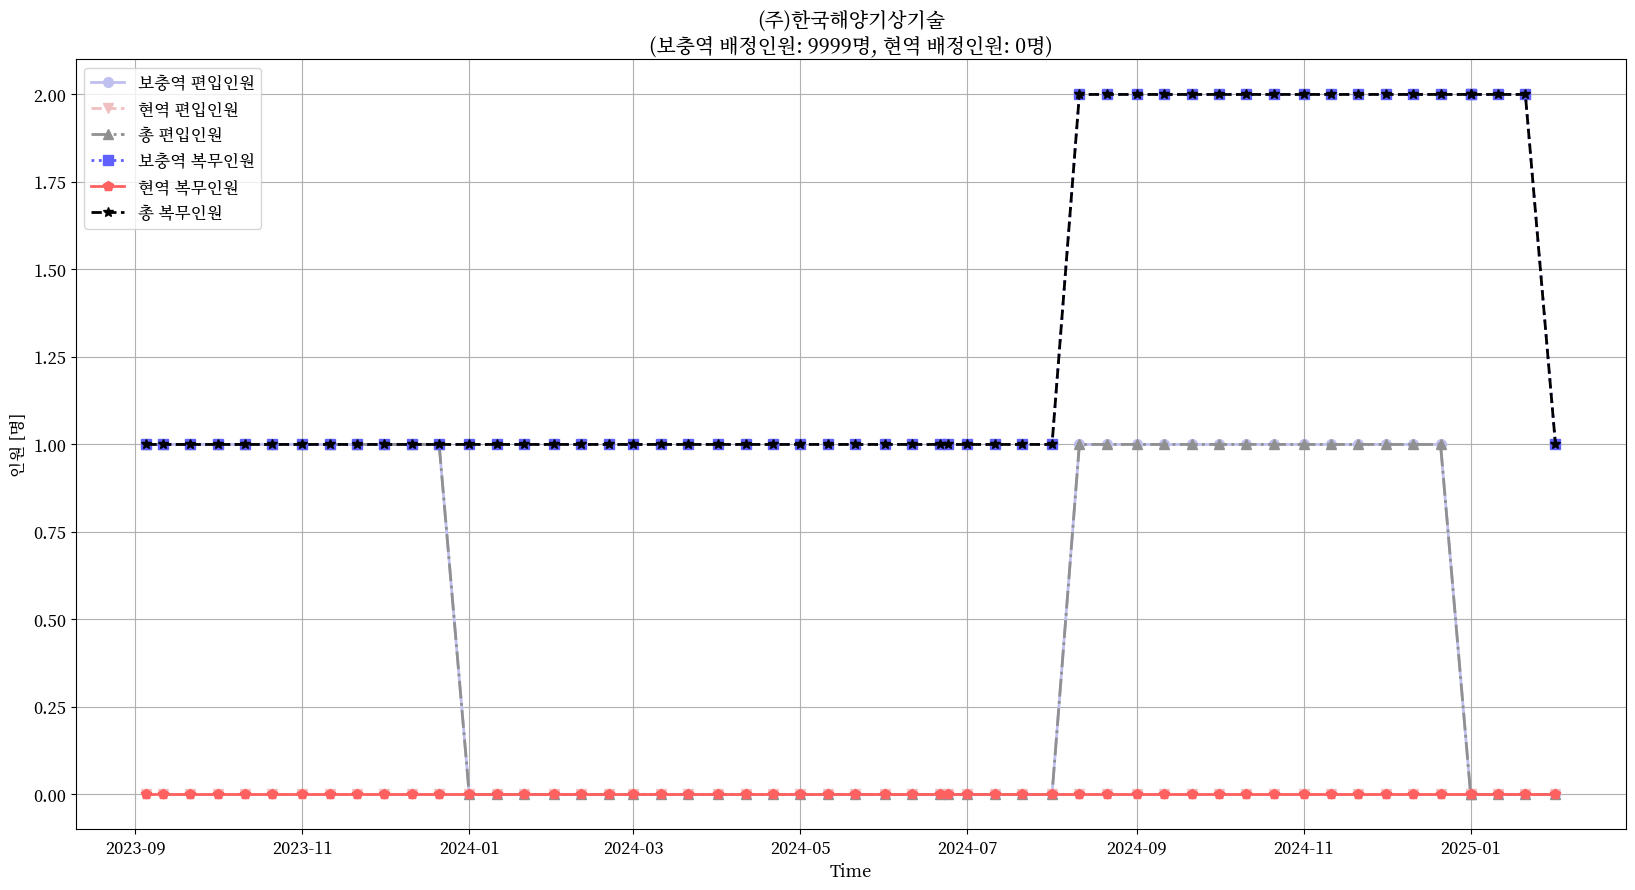 (주)한국해양기상기술
(보충역 배정인원: 9999명, 현역 배정인원: 0명)
보충역 편입인원
현역 편입인원
총 편입인원
보충역 복무인원
현역 복무인원
총 복무인원
2.00
1.75
1.50
1.25
1.00
0.75
0.50
0.25
0.00
인원 [명]
2023-09 2023-11 2024-01 2024-03 2024-05 2024-07 2024-09 2024-11 2025-01
Time